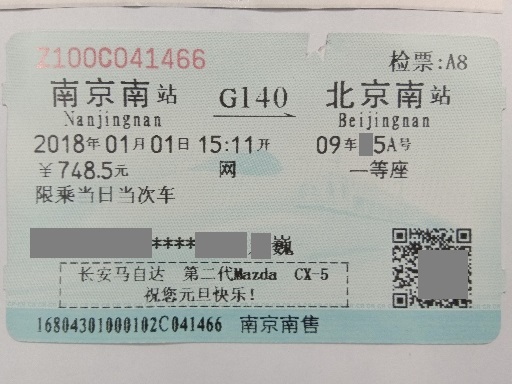 Z100C041466 检票:A8
南京南站 G140 北京南站
Nanjingnan Beijingnan
2018年01月01日15:11开 09车5A号
￥748.5元 网 一等座
限乘当日当次车
****巍
长安马自达 第二代Mazda CX-5
祝您元旦快乐!
16804301000102C041466 南京南售